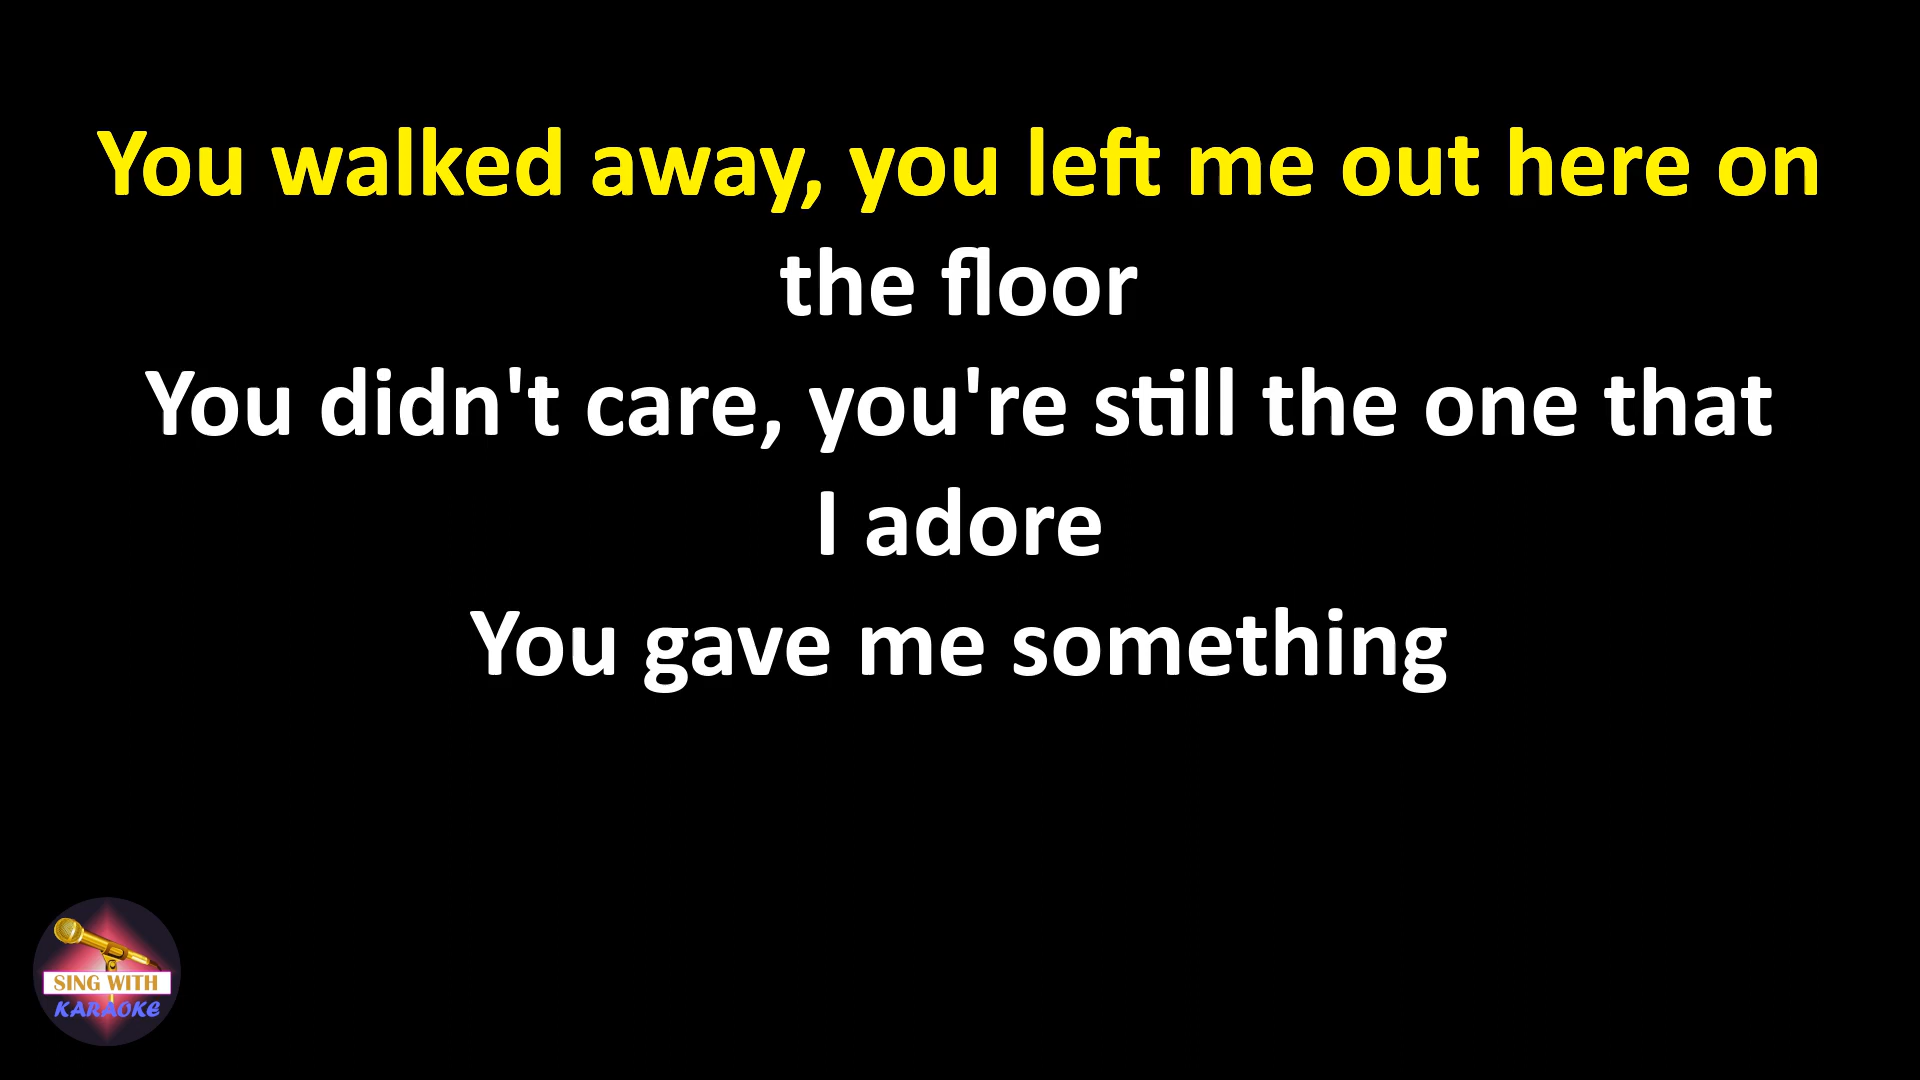 You walked away, you left me out here on
the floor
You didn't care, you're still the one that
I adore
You gave me something
SING WITH
KARAOKE